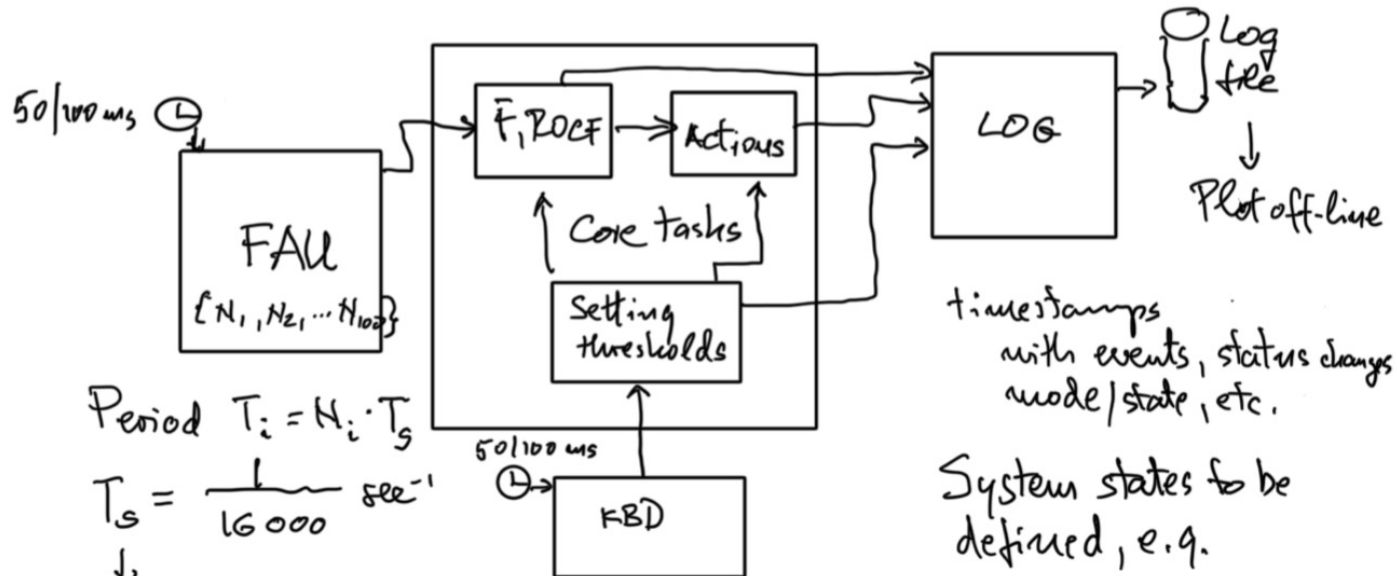 50/100 ms
FAU
{N₁, N₂, ... N₁₀₀}
Period Tᵢ = Nᵢ · Tₛ
Tₛ = 1/16000 sec⁻¹
F, ROCF
Actions
Core tasks
Setting
thresholds
50/100 ms
KBD
LOG
Log
file
Plot off-line
timestamps
with events, status changes
mode/state, etc.
System states to be
defined, e.g.